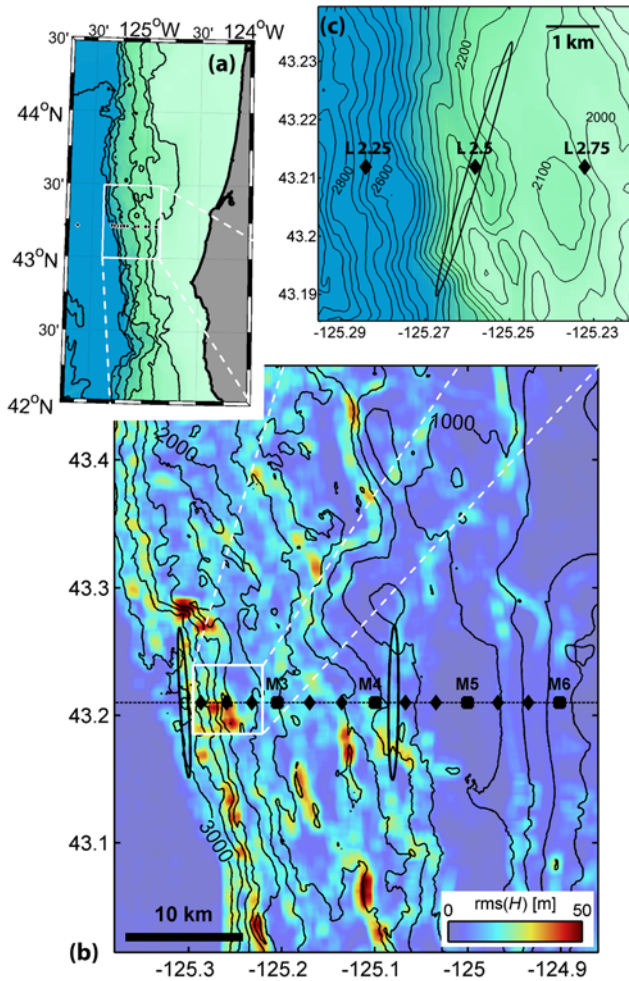 30'
125°W
30'
124°W
30'
(a)
44°N
30'
43°N
30'
42°N
(c)
1 km
43.23
43.22
43.21
43.20
43.19
2200
2000
L 2.25
L 2.5
L 2.75
2800
2600
2100
-125.29
-125.27
-125.25
-125.23
43.4
43.3
43.2
43.1
2000
1000
M3
M4
M5
M6
3000
10 km
rms(H) [m]
0
50
(b)
-125.3
-125.2
-125.1
-125
-124.9